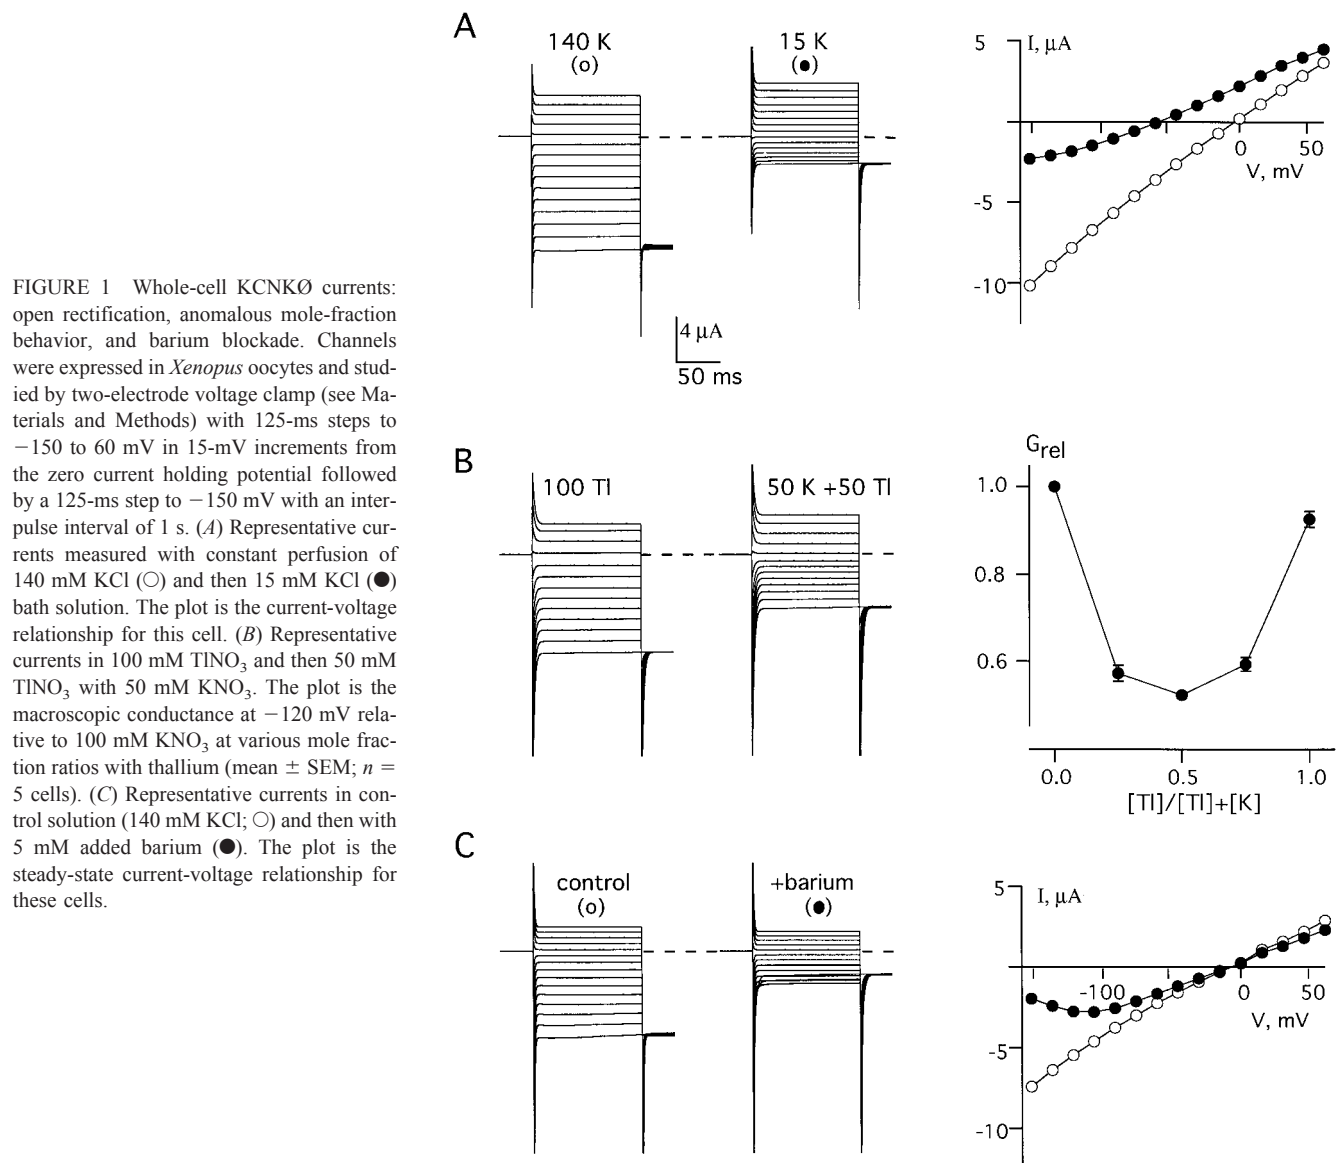 FIGURE 1 Whole-cell KCNKØ currents:
open rectification, anomalous mole-fraction
behavior, and barium blockade. Channels
were expressed in Xenopus oocytes and stud-
ied by two-electrode voltage clamp (see Ma-
terials and Methods) with 125-ms steps to
−150 to 60 mV in 15-mV increments from
the zero current holding potential followed
by a 125-ms step to −150 mV with an inter-
pulse interval of 1 s. (A) Representative cur-
rents measured with constant perfusion of
140 mM KCl (○) and then 15 mM KCl (●)
bath solution. The plot is the current-voltage
relationship for this cell. (B) Representative
currents in 100 mM TlNO3 and then 50 mM
TlNO3 with 50 mM KNO3. The plot is the
macroscopic conductance at −120 mV rela-
tive to 100 mM KNO3 at various mole frac-
tion ratios with thallium (mean ± SEM; n =
5 cells). (C) Representative currents in con-
trol solution (140 mM KCl; ○) and then with
5 mM added barium (●). The plot is the
steady-state current-voltage relationship for
these cells.
A
140 K
(o)
15 K
(●)
4 μA
50 ms
5
I, μA
0
50
V, mV
-5
-10
B
100 Tl
50 K +50 Tl
Grel
1.0
0.8
0.6
0.0
0.5
1.0
[Tl]/[Tl]+[K]
C
control
(o)
+barium
(●)
5
I, μA
-100
0
50
V, mV
-5
-10